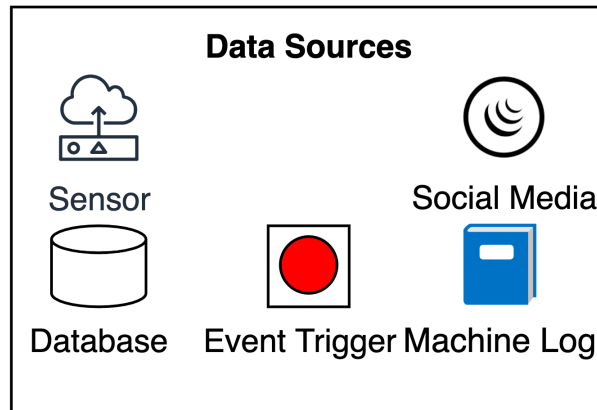 Data Sources
Sensor
Social Media
Database
Event Trigger
Machine Log